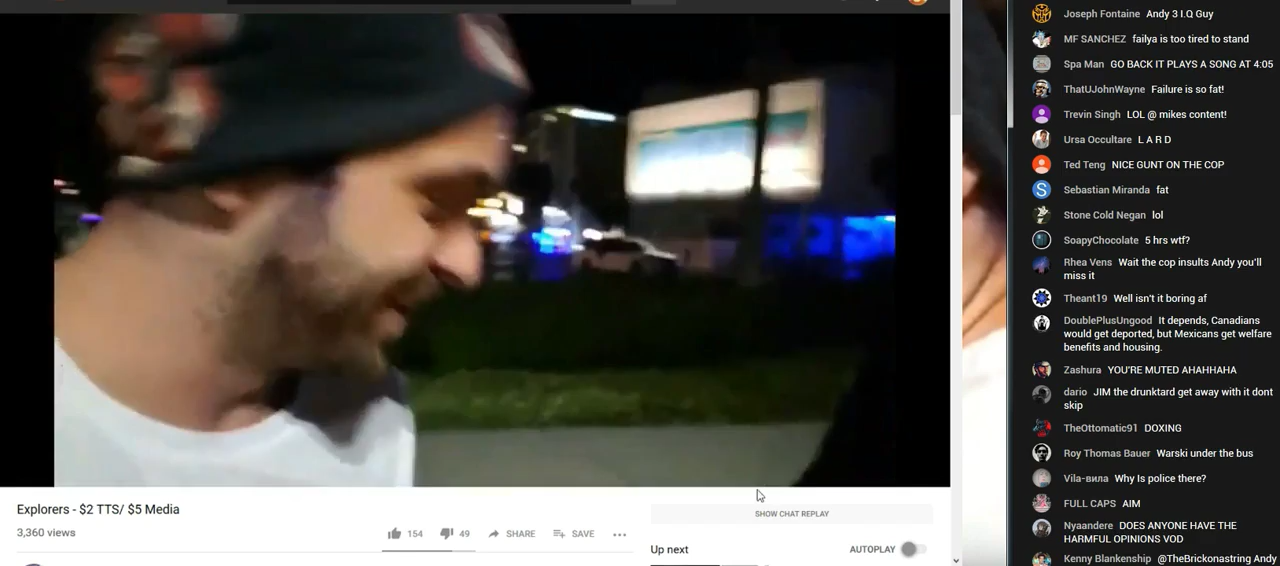 Explorers - $2 TTS/ $5 Media
3,360 views
154
49
SHARE
SAVE
SHOW CHAT REPLAY
Up next
AUTOPLAY
Joseph Fontaine Andy 3 I.Q Guy
MF SANCHEZ failya is too tired to stand
Spa Man GO BACK IT PLAYS A SONG AT 4:05
ThatUJohnWayne Failure is so fat!
Trevin Singh LOL @ mikes content!
Ursa Occultare L A R D
Ted Teng NICE GUNT ON THE COP
Sebastian Miranda fat
Stone Cold Negan lol
SoapyChocolate 5 hrs wtf?
Rhea Vens Wait the cop insults Andy you'll
miss it
Theant19 Well isn't it boring af
DoublePlusUngood It depends, Canadians
would get deported, but Mexicans get welfare
benefits and housing.
Zashura YOU'RE MUTED AHAHHAHA
dario JIM the drunktard get away with it dont
skip
TheOttomatic91 DOXING
Roy Thomas Bauer Warski under the bus
Vila-вила Why Is police there?
FULL CAPS AIM
Nyaandere DOES ANYONE HAVE THE
HARMFUL OPINIONS VOD
Kenny Blankenship @TheBrickonastring Andy